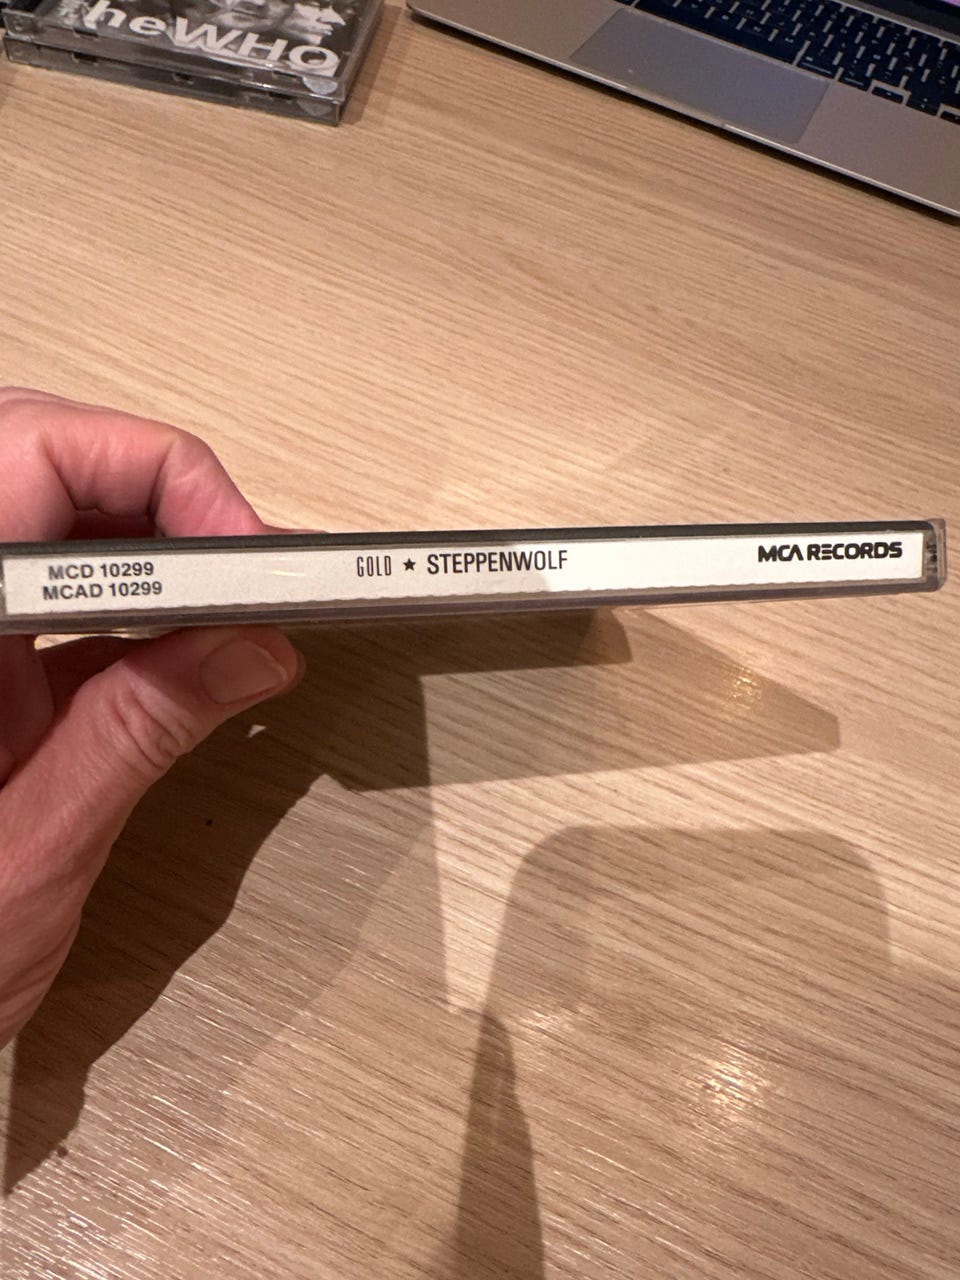 heWHO
MCD 10299
MCAD 10299
GOLD ★ STEPPENWOLF
MCA RECORDS